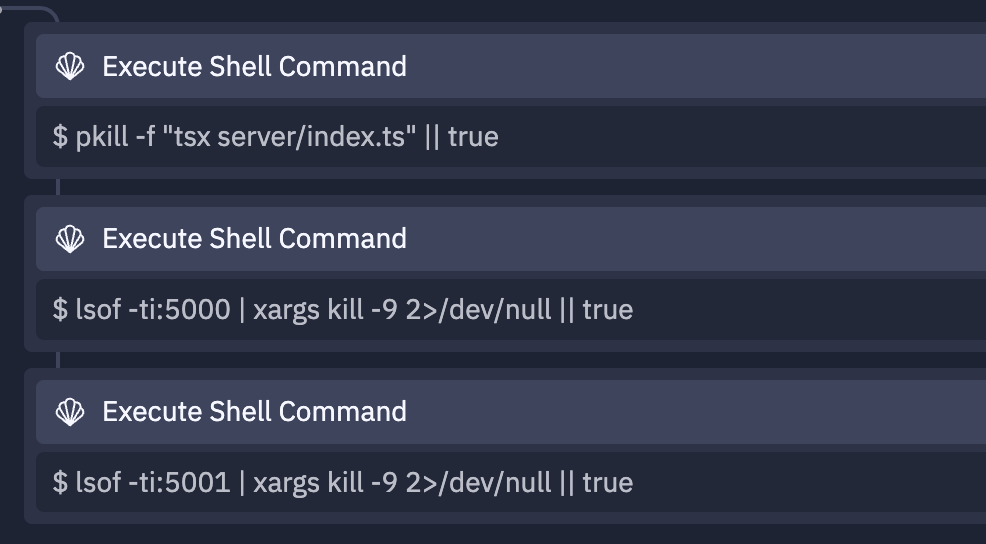 Execute Shell Command
$ pkill -f "tsx server/index.ts" || true
Execute Shell Command
$ lsof -ti:5000 | xargs kill -9 2>/dev/null || true
Execute Shell Command
$ lsof -ti:5001 | xargs kill -9 2>/dev/null || true